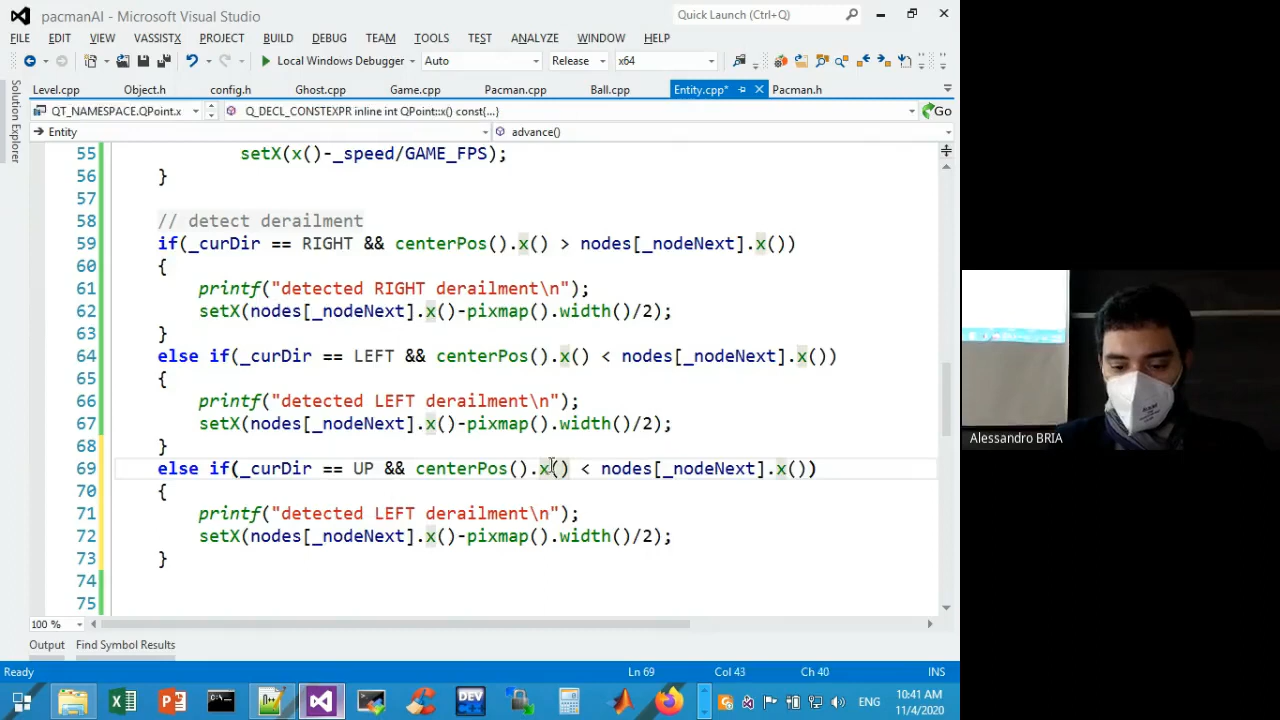 pacmanAI - Microsoft Visual Studio
Quick Launch (Ctrl+Q)
FILE EDIT VIEW VASSISTX PROJECT BUILD DEBUG TEAM TOOLS TEST ANALYZE WINDOW HELP
Local Windows Debugger Auto Release x64
Level.cpp Object.h config.h Ghost.cpp Game.cpp Pacman.cpp Ball.cpp Entity.cpp* Pacman.h
Solution Explorer
QT_NAMESPACE.QPoint.x Q_DECL_CONSTEXPR inline int QPoint::x() const{...} Go
Entity advance()
55 setX(x()-_speed/GAME_FPS);
56 }
57
58 // detect derailment
59 if(_curDir == RIGHT && centerPos().x() > nodes[_nodeNext].x())
60 {
61 printf("detected RIGHT derailment\n");
62 setX(nodes[_nodeNext].x()-pixmap().width()/2);
63 }
64 else if(_curDir == LEFT && centerPos().x() < nodes[_nodeNext].x())
65 {
66 printf("detected LEFT derailment\n");
67 setX(nodes[_nodeNext].x()-pixmap().width()/2);
68 }
69 else if(_curDir == UP && centerPos().x() < nodes[_nodeNext].x())
70 {
71 printf("detected LEFT derailment\n");
72 setX(nodes[_nodeNext].x()-pixmap().width()/2);
73 }
74
75
100 %
Output Find Symbol Results
Ready Ln 69 Col 43 Ch 40 INS
DEV
ENG
10:41 AM
11/4/2020
Alessandro BRIA